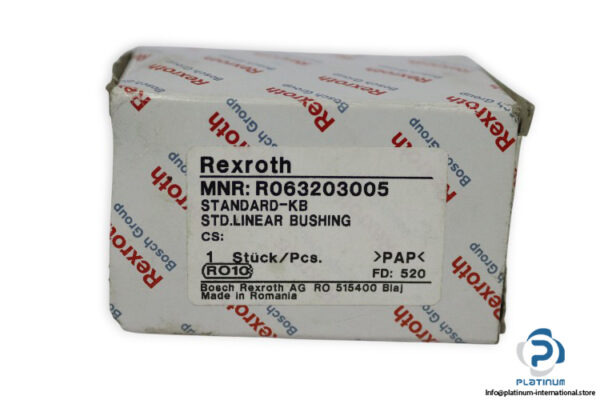 Rexroth
Bosch Group
Rexroth
MNR: R063203005
STANDARD-KB
STD.LINEAR BUSHING
CS:
1 Stück/Pcs. >PAP<
RO10 FD: 520
Bosch Rexroth AG RO 515400 Blaj
Made in Romania
PLATINUM
info@platinum-international.store